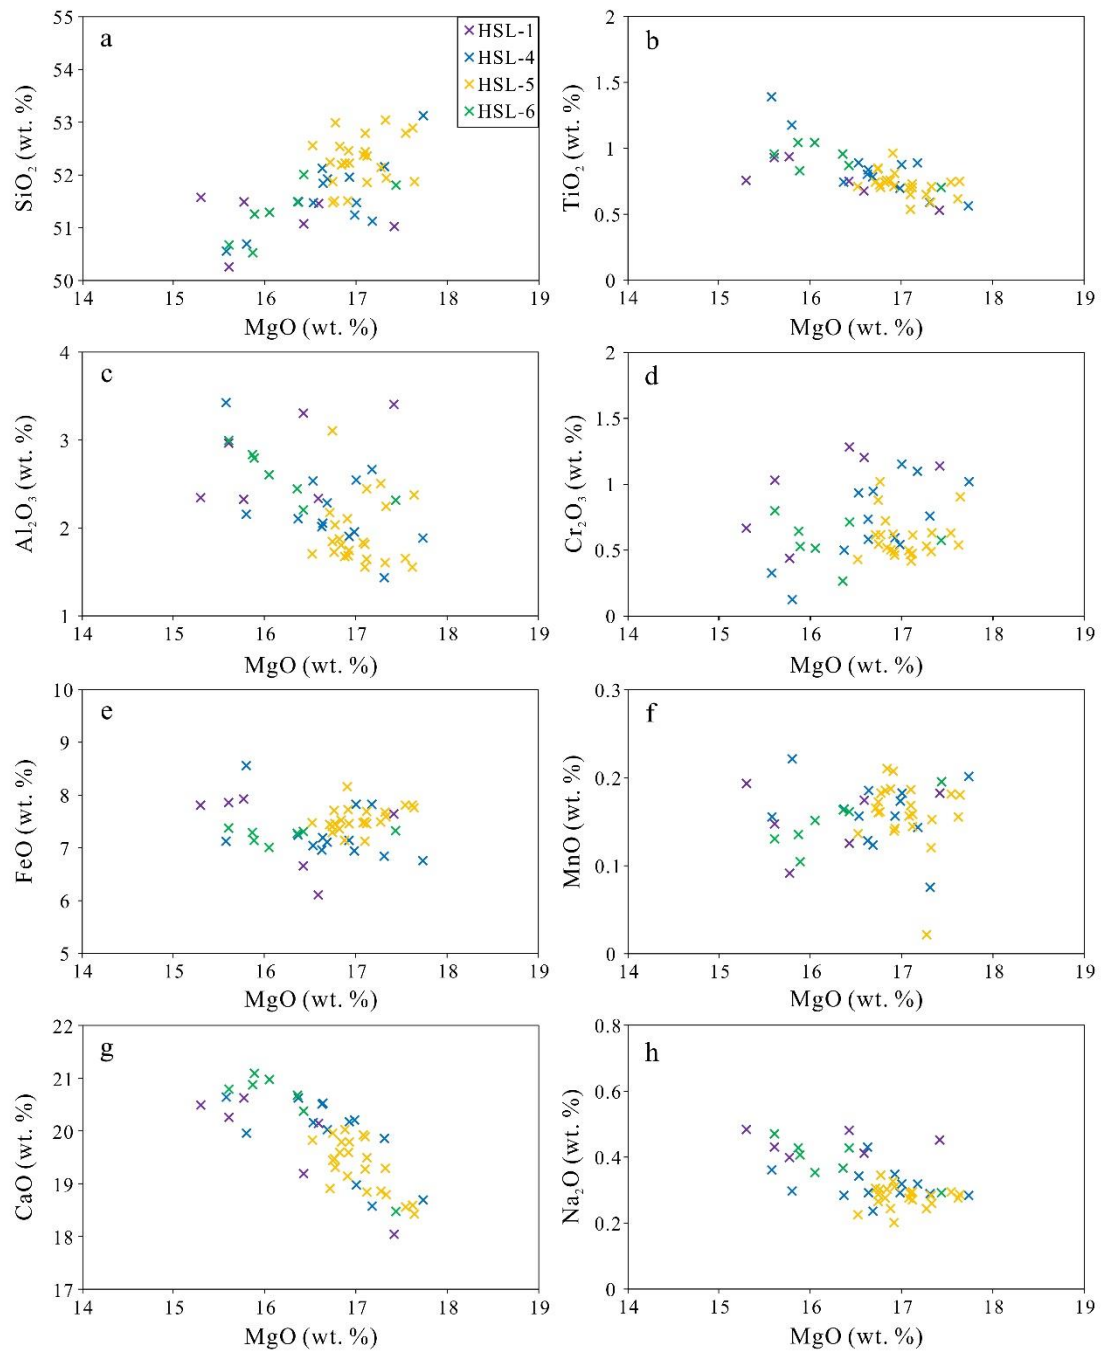 a
SiO₂ (wt. %)
55
54
53
52
51
50
14 15 16 17 18 19
MgO (wt. %)
HSL-1
HSL-4
HSL-5
HSL-6
b
TiO₂ (wt. %)
2
1.5
1
0.5
0
14 15 16 17 18 19
MgO (wt. %)
c
Al₂O₃ (wt. %)
4
3
2
1
14 15 16 17 18 19
MgO (wt. %)
d
Cr₂O₃ (wt. %)
2
1.5
1
0.5
0
14 15 16 17 18 19
MgO (wt. %)
e
FeO (wt. %)
10
9
8
7
6
5
14 15 16 17 18 19
MgO (wt. %)
f
MnO (wt. %)
0.3
0.2
0.1
0
14 15 16 17 18 19
MgO (wt. %)
g
CaO (wt. %)
22
21
20
19
18
17
14 15 16 17 18 19
MgO (wt. %)
h
Na₂O (wt. %)
0.8
0.6
0.4
0.2
0
14 15 16 17 18 19
MgO (wt. %)